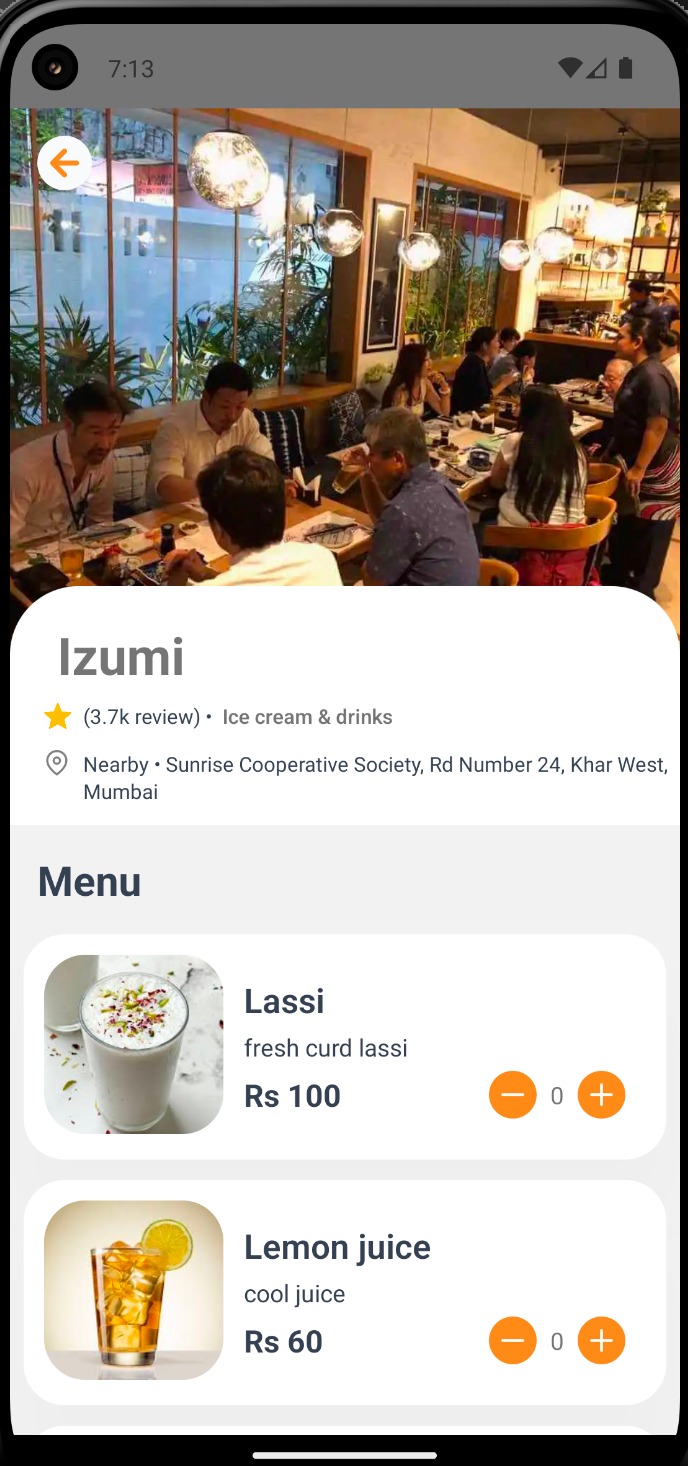 7:13
Izumi
(3.7k review) • Ice cream & drinks
Nearby • Sunrise Cooperative Society, Rd Number 24, Khar West,
Mumbai
Menu
Lassi
fresh curd lassi
Rs 100
0
Lemon juice
cool juice
Rs 60
0